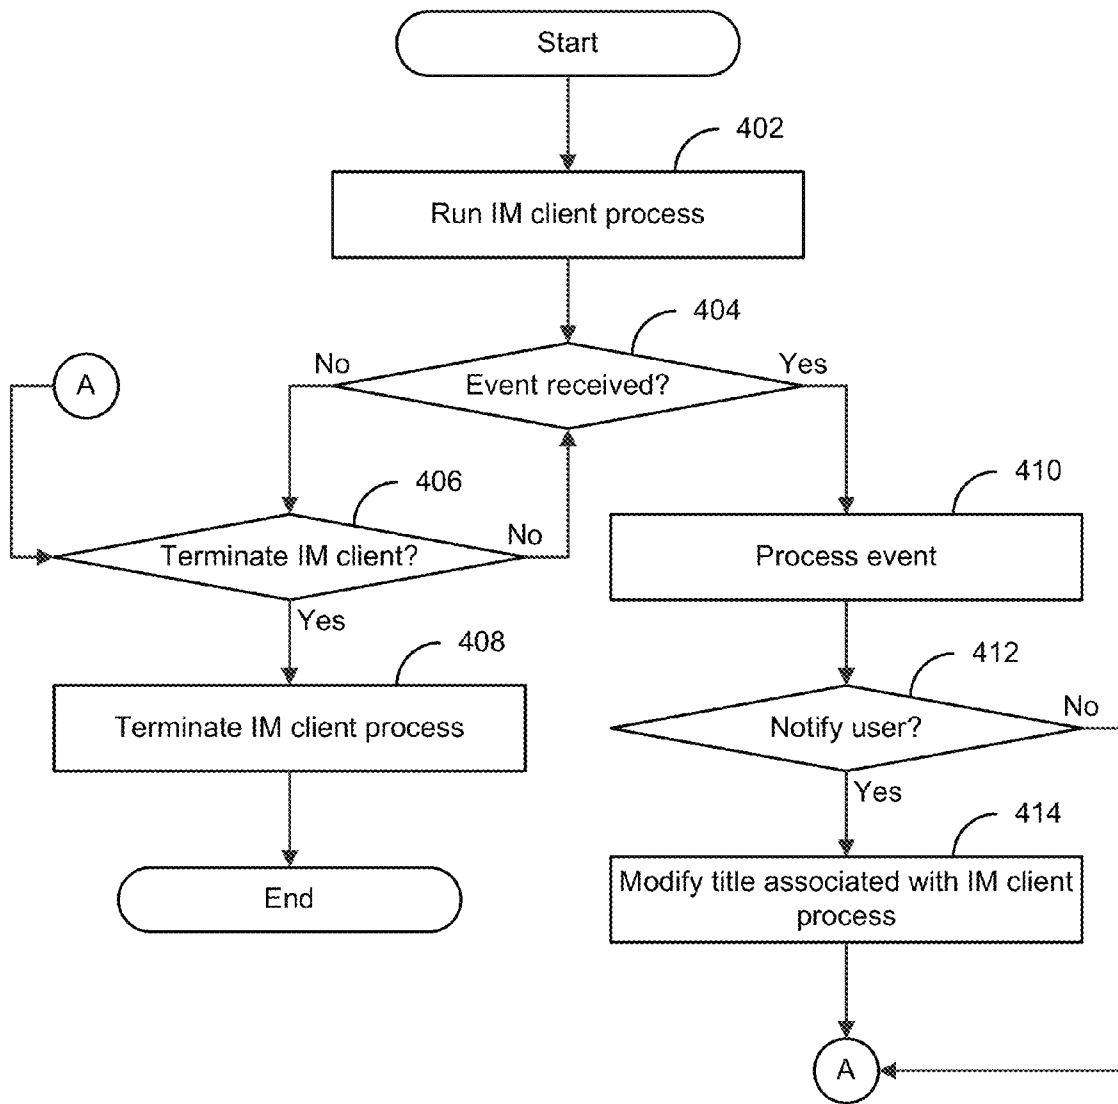 Start
402
Run IM client process
404
No
Yes
Event received?
A
406
410
Terminate IM client?
No
Process event
Yes
408
412
Terminate IM client process
Notify user?
No
Yes
414
Modify title associated with IM client
process
End
A